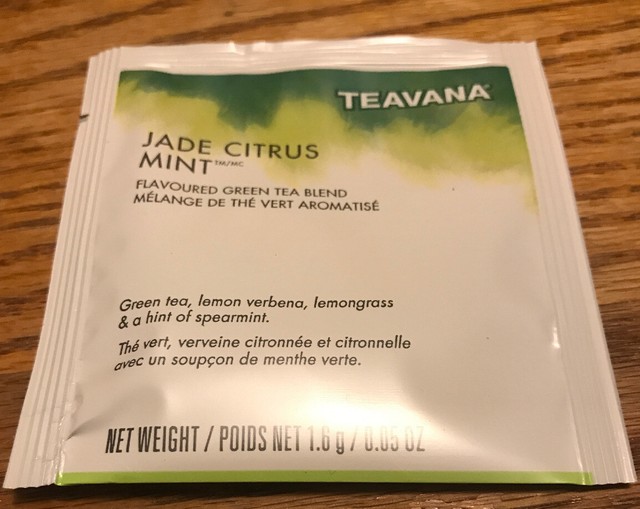 TEAVANA
JADE CITRUS
MINT™/MC
FLAVOURED GREEN TEA BLEND
MÉLANGE DE THÉ VERT AROMATISÉ
Green tea, lemon verbena, lemongrass
& a hint of spearmint.
Thé vert, verveine citronnée et citronnelle
avec un soupçon de menthe verte.
NET WEIGHT / POIDS NET 1.6 g / 0.05 OZ